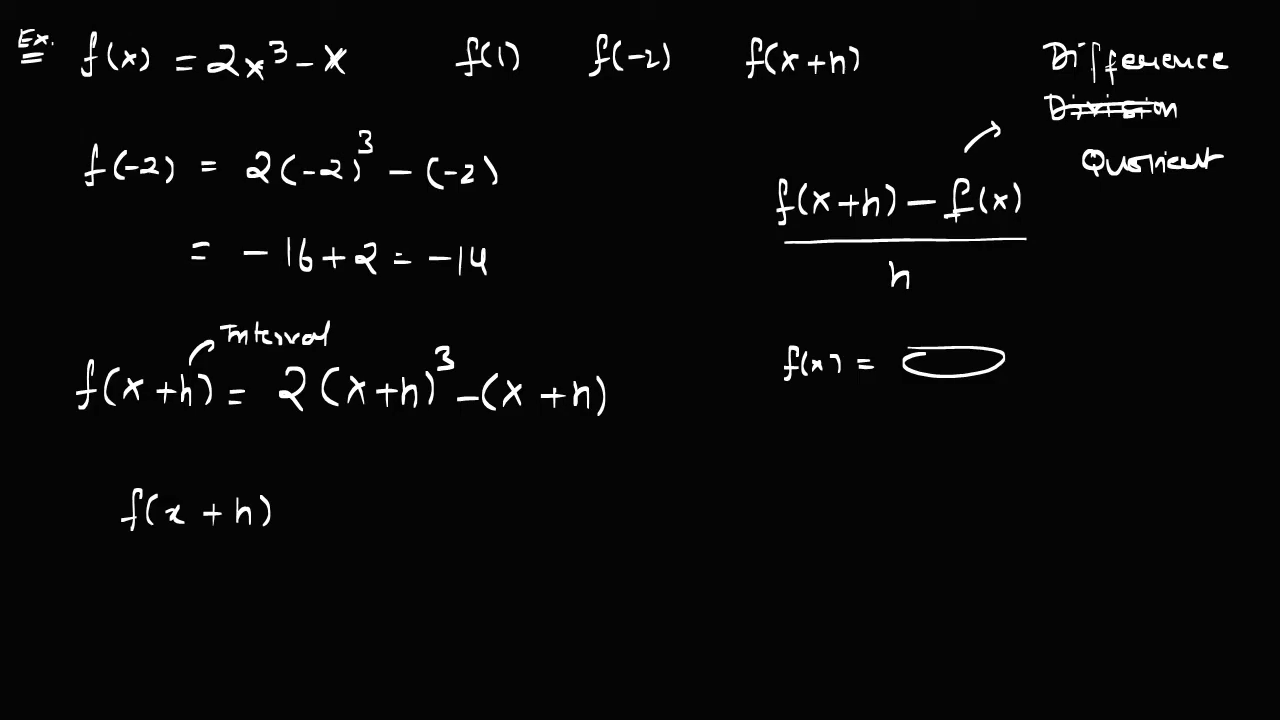 Ex. f(x) = 2x³ - x f(1) f(-2) f(x+h)
Difference
Division
Quotient
f(-2) = 2(-2)³ - (-2)
f(x+h) - f(x)
= -16+2 = -14
h
Interval
f(x+h) = 2(x+h)³ - (x+h)
f(x) =
f(x+h)